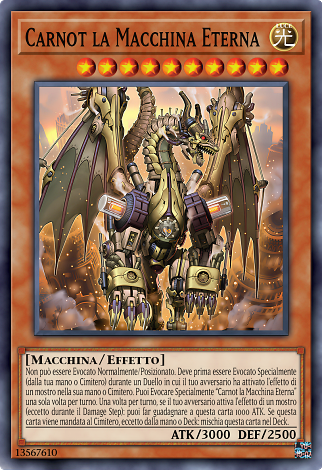 Carnot la Macchina Eterna
光
[Macchina/Effetto]
Non può essere Evocato Normalmente/Posizionato. Deve prima essere Evocato Specialmente
(dalla tua mano o Cimitero) durante un Duello in cui il tuo avversario ha attivato l'effetto di
un mostro nella sua mano o Cimitero. Puoi Evocare Specialmente "Carnot la Macchina Eterna"
una sola volta per turno. Una volta per turno, se il tuo avversario attiva l'effetto di un mostro
(eccetto durante il Damage Step): puoi far guadagnare a questa carta 1000 ATK. Se questa
carta viene mandata al Cimitero, eccetto dalla mano o Deck: mischia questa carta nel Deck.
ATK/3000 DEF/2500
13567610